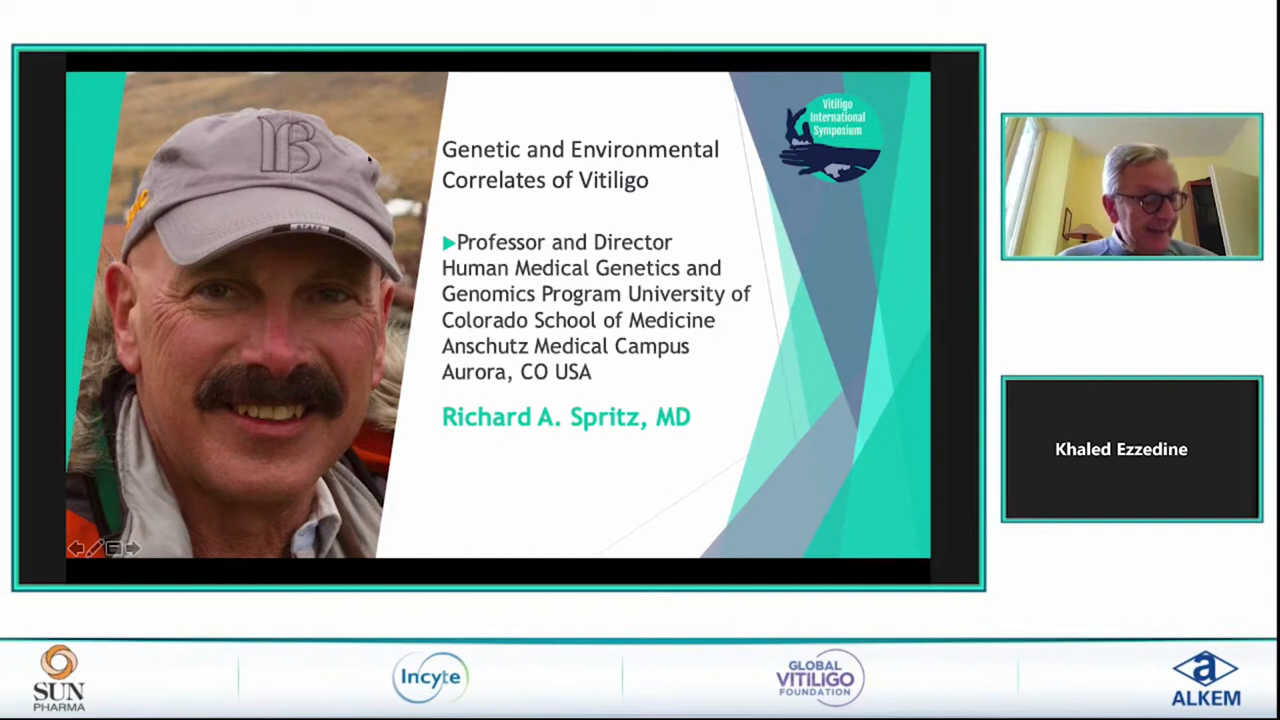 B
Genetic and Environmental
Correlates of Vitiligo
Professor and Director
Human Medical Genetics and
Genomics Program University of
Colorado School of Medicine
Anschutz Medical Campus
Aurora, CO USA
Richard A. Spritz, MD
Vitiligo
International
Symposium
Khaled Ezzedine
SUN
PHARMA
Incyte
GLOBAL
VITILIGO
FOUNDATION
a
ALKEM